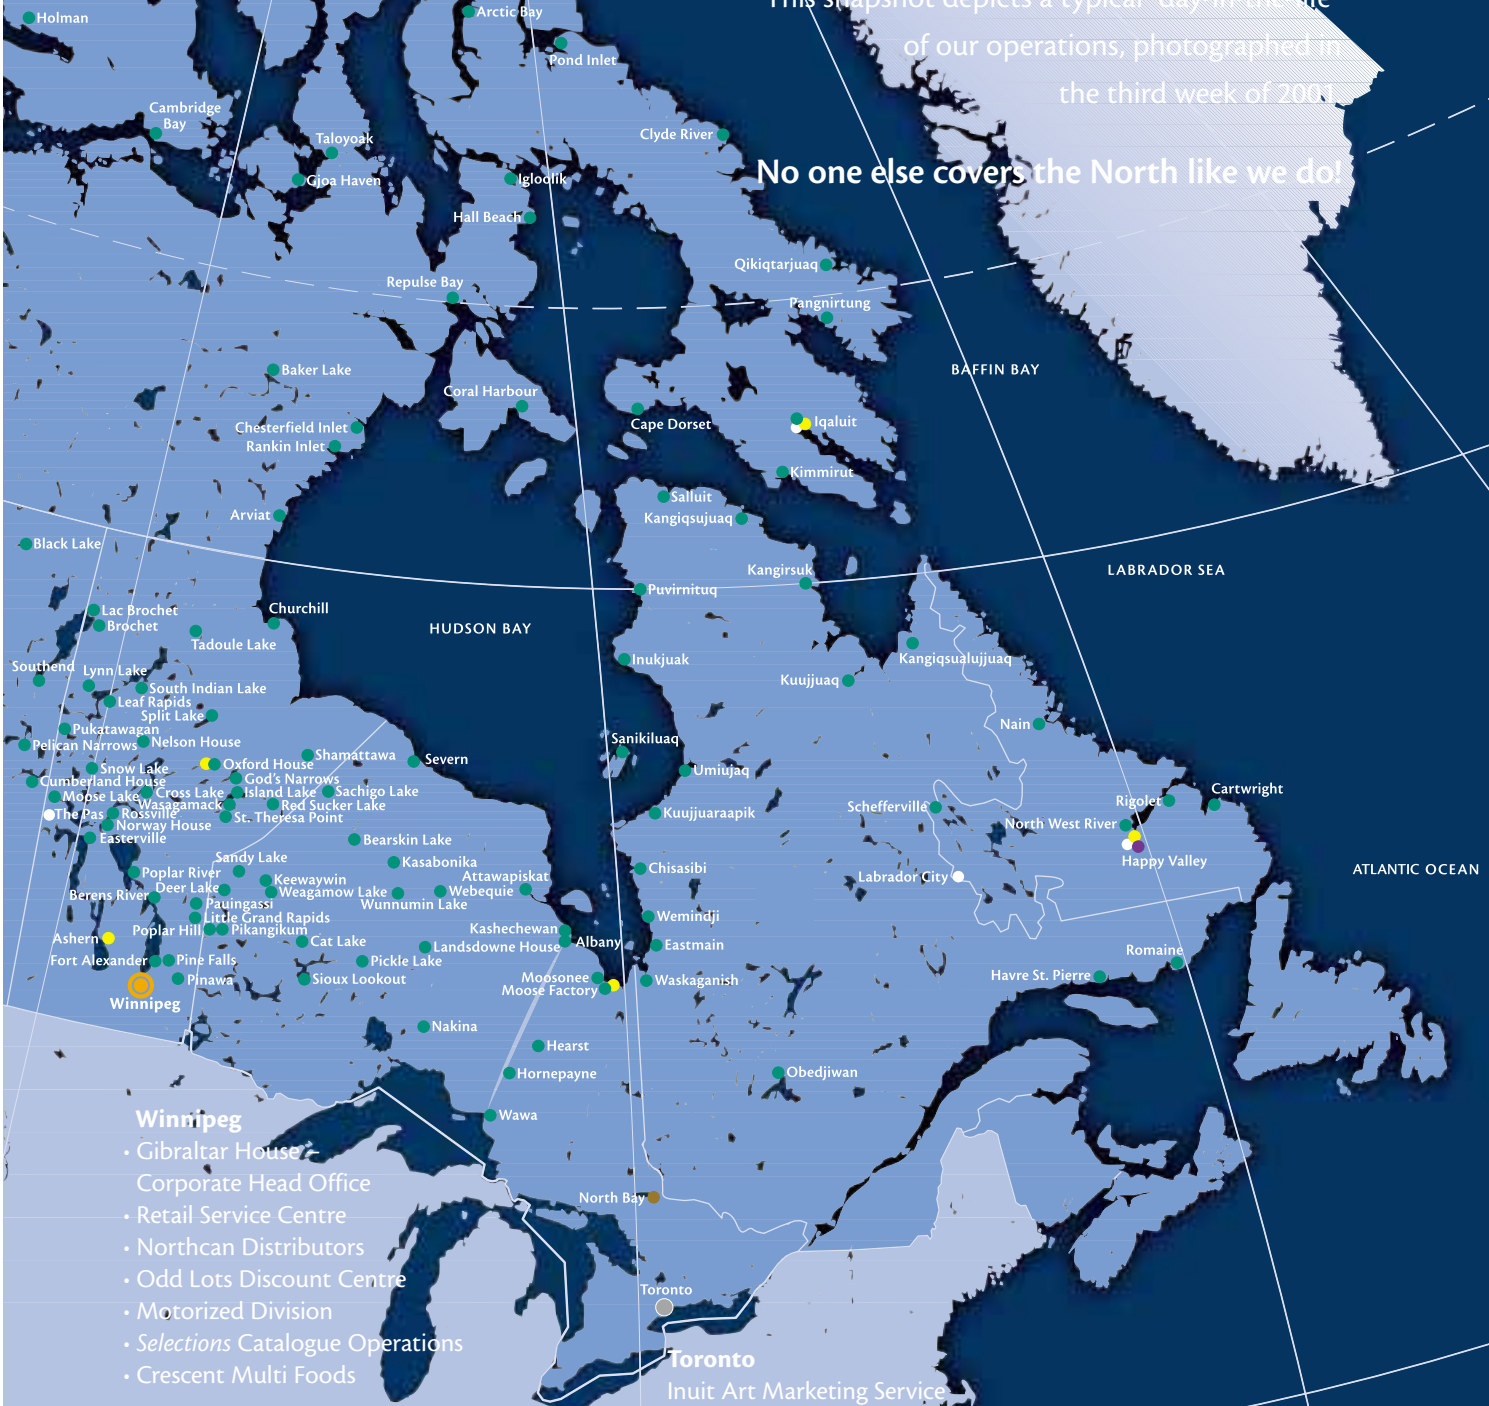 This snapshot depicts a typical day-in-the-life
of our operations, photographed in
the third week of 2001.
No one else covers the North like we do!
Holman
Arctic Bay
Pond Inlet
Cambridge
Bay
Taloyoak
Clyde River
Gjoa Haven
Igloolik
Hall Beach
Qikiqtarjuaq
Repulse Bay
Pangnirtung
Baker Lake
BAFFIN BAY
Coral Harbour
Cape Dorset
Iqaluit
Chesterfield Inlet
Rankin Inlet
Kimmirut
Salluit
Arviat
Kangiqsujuaq
Black Lake
Kangirsuk
LABRADOR SEA
Puvirnituq
Lac Brochet
Churchill
Brochet
HUDSON BAY
Tadoule Lake
Southend
Lynn Lake
Inukjuak
Kangiqsualujjuaq
South Indian Lake
Kuujjuaq
Leaf Rapids
Split Lake
Nain
Pukatawagan
Pelican Narrows
Nelson House
Sanikiluaq
Shamattawa
Severn
Oxford House
Snow Lake
Umiujaq
God's Narrows
Cumberland House
Moose Lake
Cross Lake
Island Lake
Sachigo Lake
Cartwright
Rigolet
Wasagamack
Red Sucker Lake
Schefferville
The Pas
Rossville
St. Theresa Point
Kuujjuaraapik
Norway House
North West River
Easterville
Bearskin Lake
Happy Valley
Sandy Lake
Kasabonika
Poplar River
Chisasibi
ATLANTIC OCEAN
Keewaywin
Attawapiskat
Labrador City
Deer Lake
Weagamow Lake
Webequie
Berens River
Pauingassi
Wunnumin Lake
Little Grand Rapids
Wemindji
Poplar Hill
Pikangikum
Kashechewan
Ashern
Cat Lake
Landsdowne House
Albany
Eastmain
Romaine
Fort Alexander
Pine Falls
Pickle Lake
Pinawa
Sioux Lookout
Moosonee
Waskaganish
Havre St. Pierre
Moose Factory
Winnipeg
Nakina
Hearst
Hornepayne
Obedjiwan
Wawa
North Bay
Toronto
Winnipeg
• Gibraltar House –
Corporate Head Office
• Retail Service Centre
• Northcan Distributors
• Odd Lots Discount Centre
• Motorized Division
• Selections Catalogue Operations
• Crescent Multi Foods
Toronto
Inuit Art Marketing Service